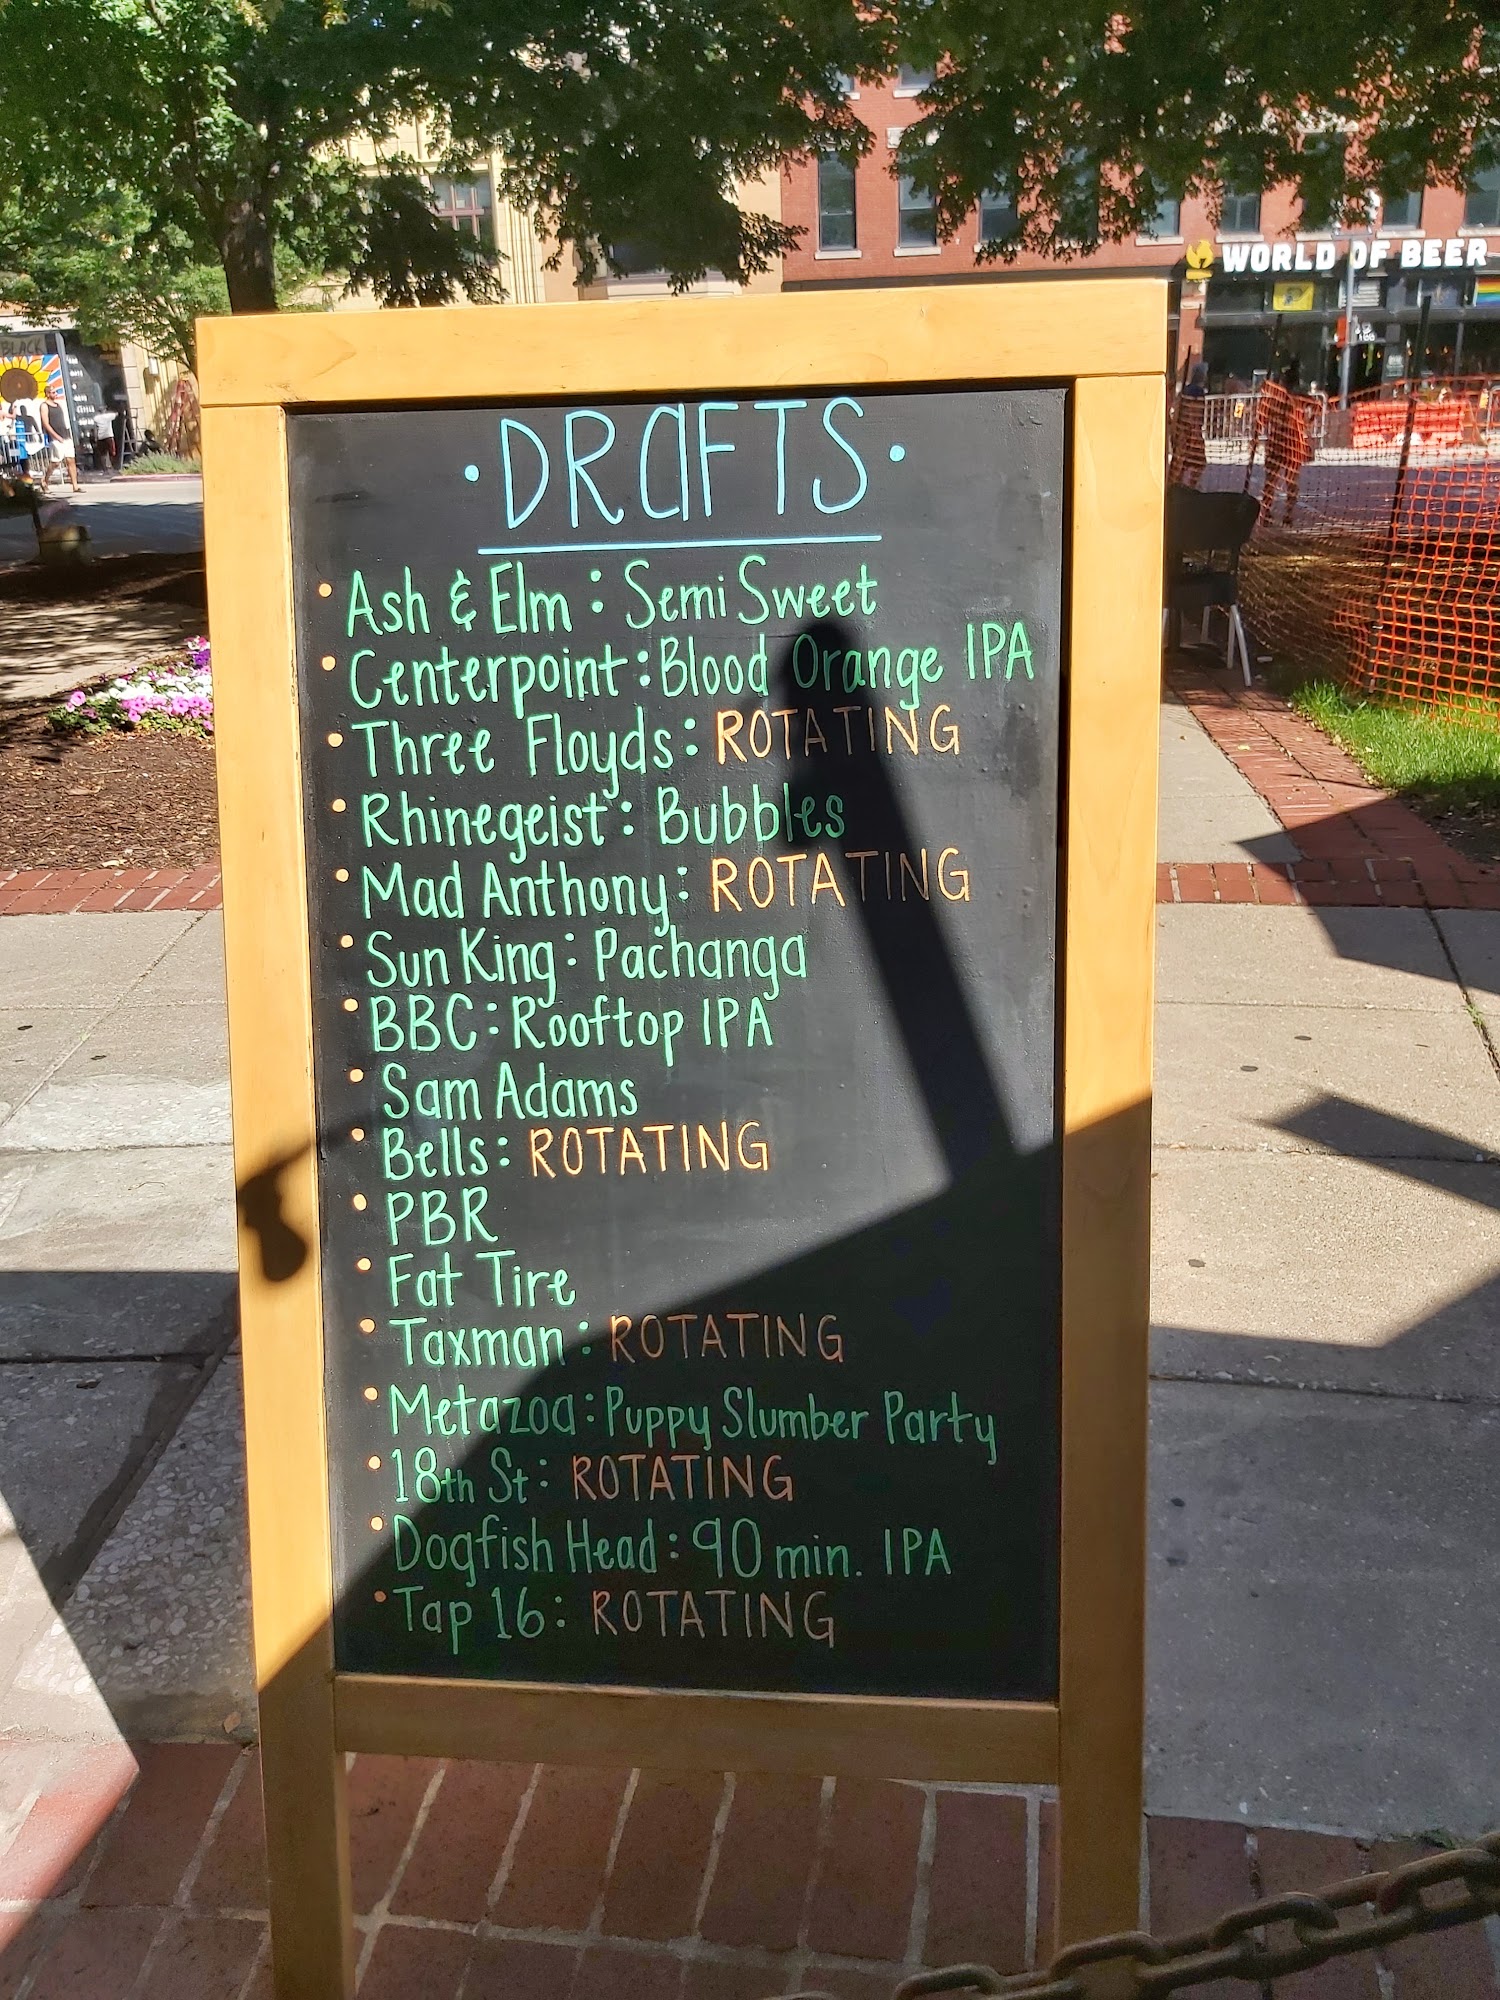 WORLD OF BEER
BLACK
·DRAFTS·
• Ash & Elm : Semi Sweet
• Centerpoint : Blood Orange IPA
• Three Floyds : ROTATING
• Rhinegeist : Bubbles
• Mad Anthony : ROTATING
• Sun King : Pachanga
• BBC : Rooftop IPA
• Sam Adams
• Bells : ROTATING
• PBR
• Fat Tire
• Taxman : ROTATING
• Metazoa : Puppy Slumber Party
• 18th St : ROTATING
• Dogfish Head : 90 min. IPA
• Tap 16 : ROTATING